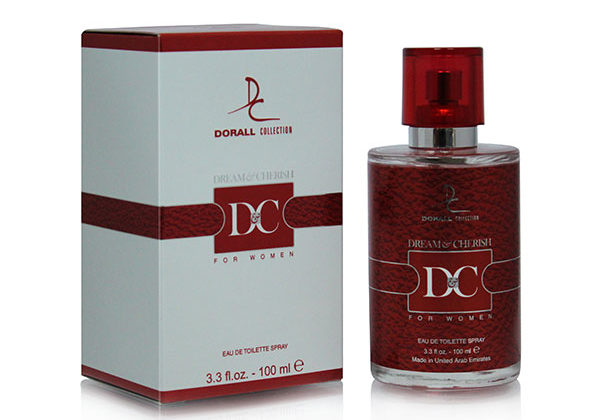 DC
DORALL COLLECTION
DREAM & CHERISH
D&C
FOR WOMEN
EAU DE TOILETTE SPRAY
3.3 fl.oz. - 100 ml ℮
DC
DORALL COLLECTION
DREAM & CHERISH
D&C
FOR WOMEN
EAU DE TOILETTE SPRAY
3.3 fl.oz. - 100 ml ℮
Made in United Arab Emirates